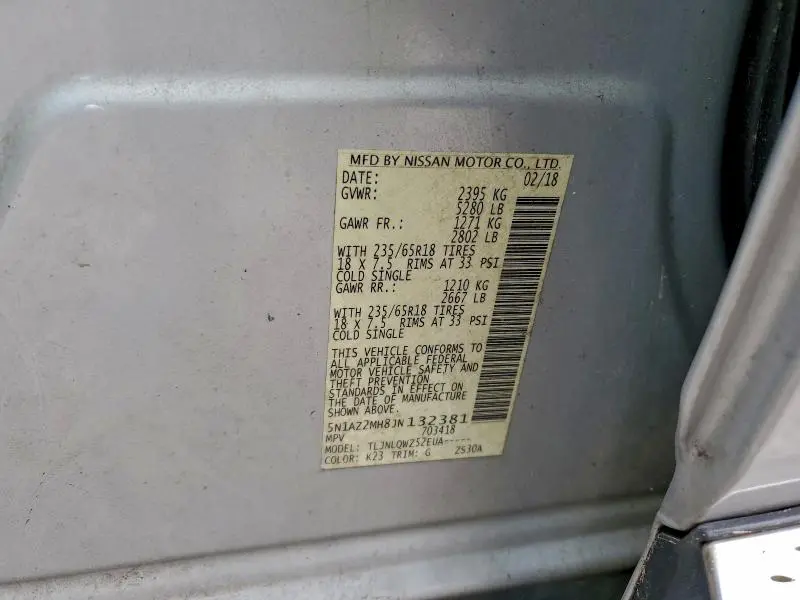 MFD BY NISSAN MOTOR CO., LTD.
DATE: 02/18
GVWR: 2395 KG
5280 LB
GAWR FR.: 1271 KG
2802 LB
WITH 235/65R18 TIRES
18 X 7.5 RIMS AT 33 PSI
COLD SINGLE
GAWR RR.: 1210 KG
2667 LB
WITH 235/65R18 TIRES
18 X 7.5 RIMS AT 33 PSI
COLD SINGLE
THIS VEHICLE CONFORMS TO
ALL APPLICABLE FEDERAL
MOTOR VEHICLE SAFETY AND
THEFT PREVENTION
STANDARDS IN EFFECT ON
THE DATE OF MANUFACTURE
SHOWN ABOVE.
5N1AZ2MH8JN132381
MPV 703418
MODEL: TLJNLQWZ52EUA-----
COLOR: K23 TRIM: G ZS30A